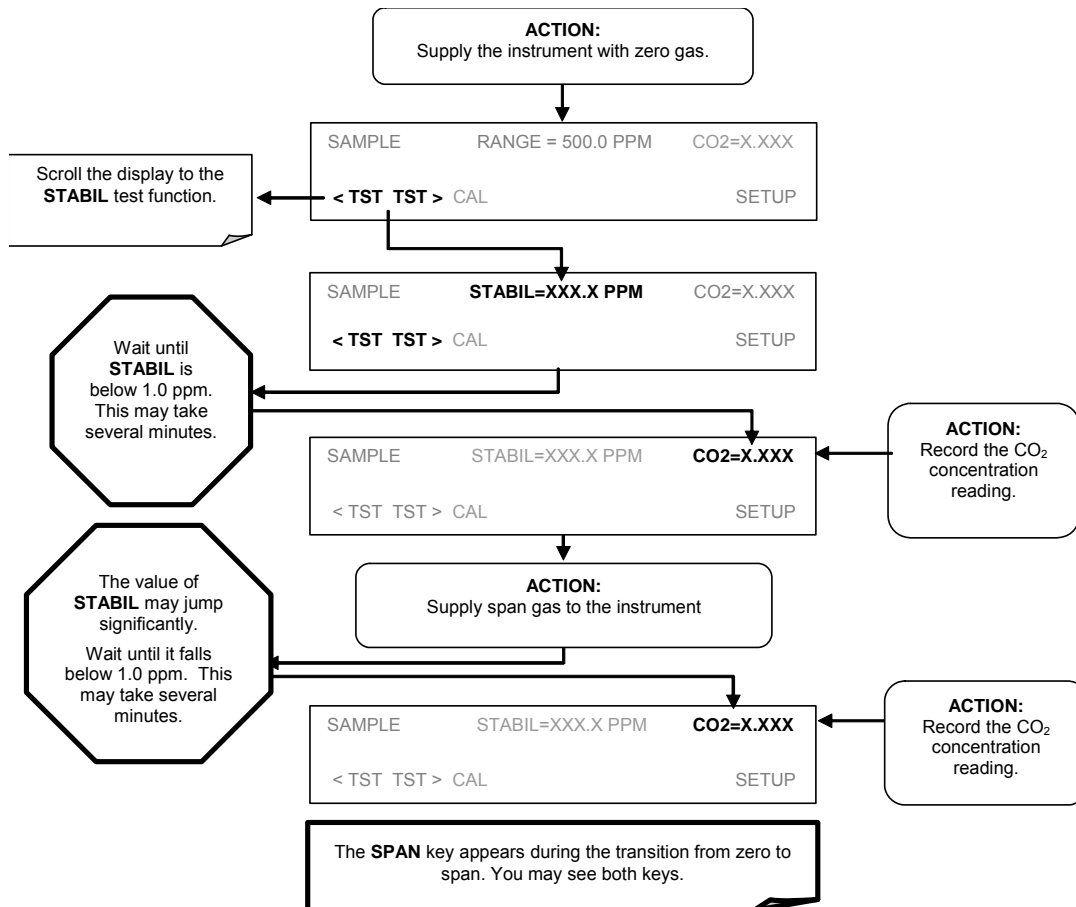 ACTION:
Supply the instrument with zero gas.
SAMPLE RANGE = 500.0 PPM CO2=X.XXX
< TST TST > CAL SETUP
Scroll the display to the
STABIL test function.
SAMPLE STABIL=XXX.X PPM CO2=X.XXX
< TST TST > CAL SETUP
Wait until
STABIL is
below 1.0 ppm.
This may take
several minutes.
SAMPLE STABIL=XXX.X PPM CO2=X.XXX
< TST TST > CAL SETUP
ACTION:
Record the CO2
concentration
reading.
ACTION:
Supply span gas to the instrument
The value of
STABIL may jump
significantly.
Wait until it falls
below 1.0 ppm. This
may take several
minutes.
SAMPLE STABIL=XXX.X PPM CO2=X.XXX
< TST TST > CAL SETUP
ACTION:
Record the CO2
concentration
reading.
The SPAN key appears during the transition from zero to
span. You may see both keys.